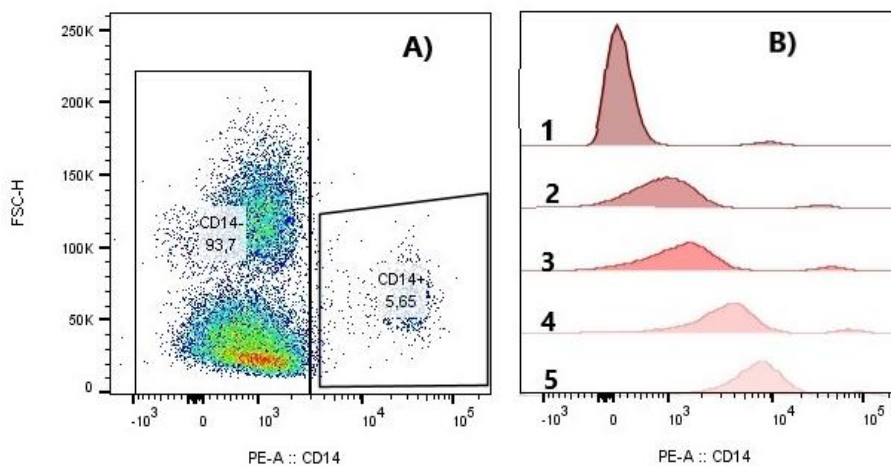 A)
250K
200K
150K
100K
50K
0
FSC-H
CD14-
93,7
CD14+
5,65
-10³ 0 10³ 10⁴ 10⁵
PE-A :: CD14
B)
1
2
3
4
5
-10³ 0 10³ 10⁴ 10⁵
PE-A :: CD14